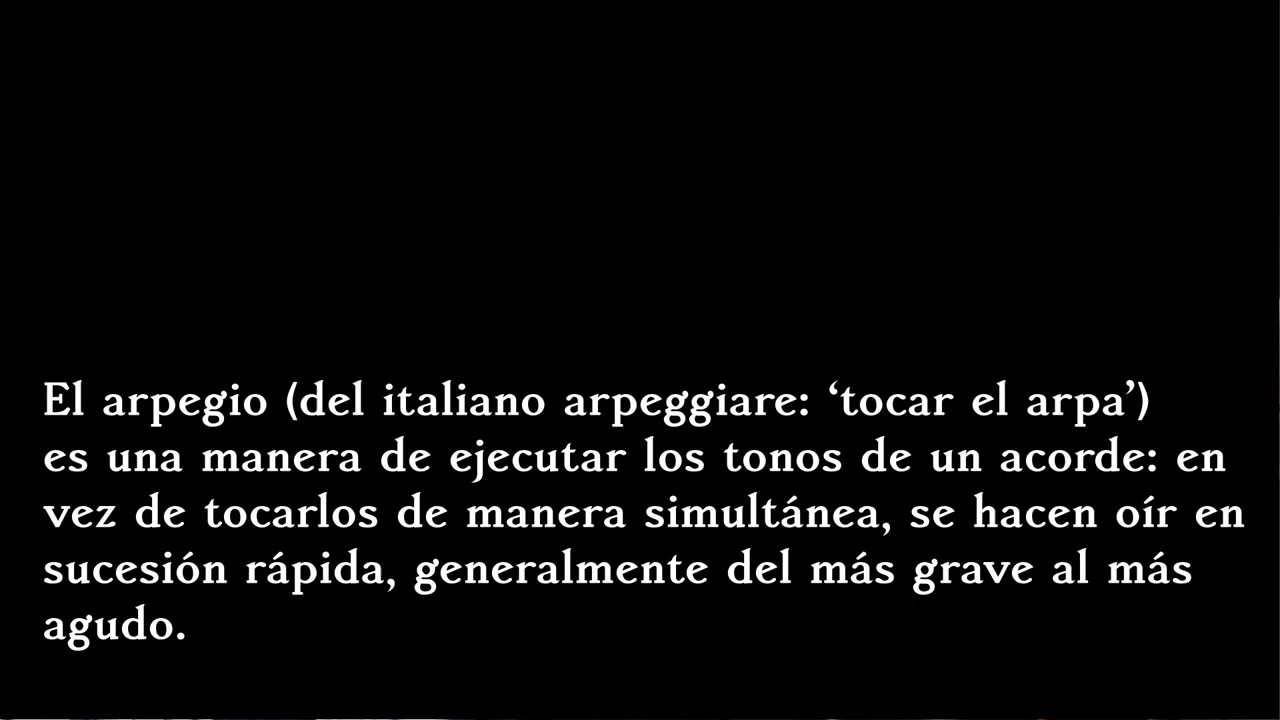 El arpegio (del italiano arpeggiare: ‘tocar el arpa’)
es una manera de ejecutar los tonos de un acorde: en
vez de tocarlos de manera simultánea, se hacen oír en
sucesión rápida, generalmente del más grave al más
agudo.